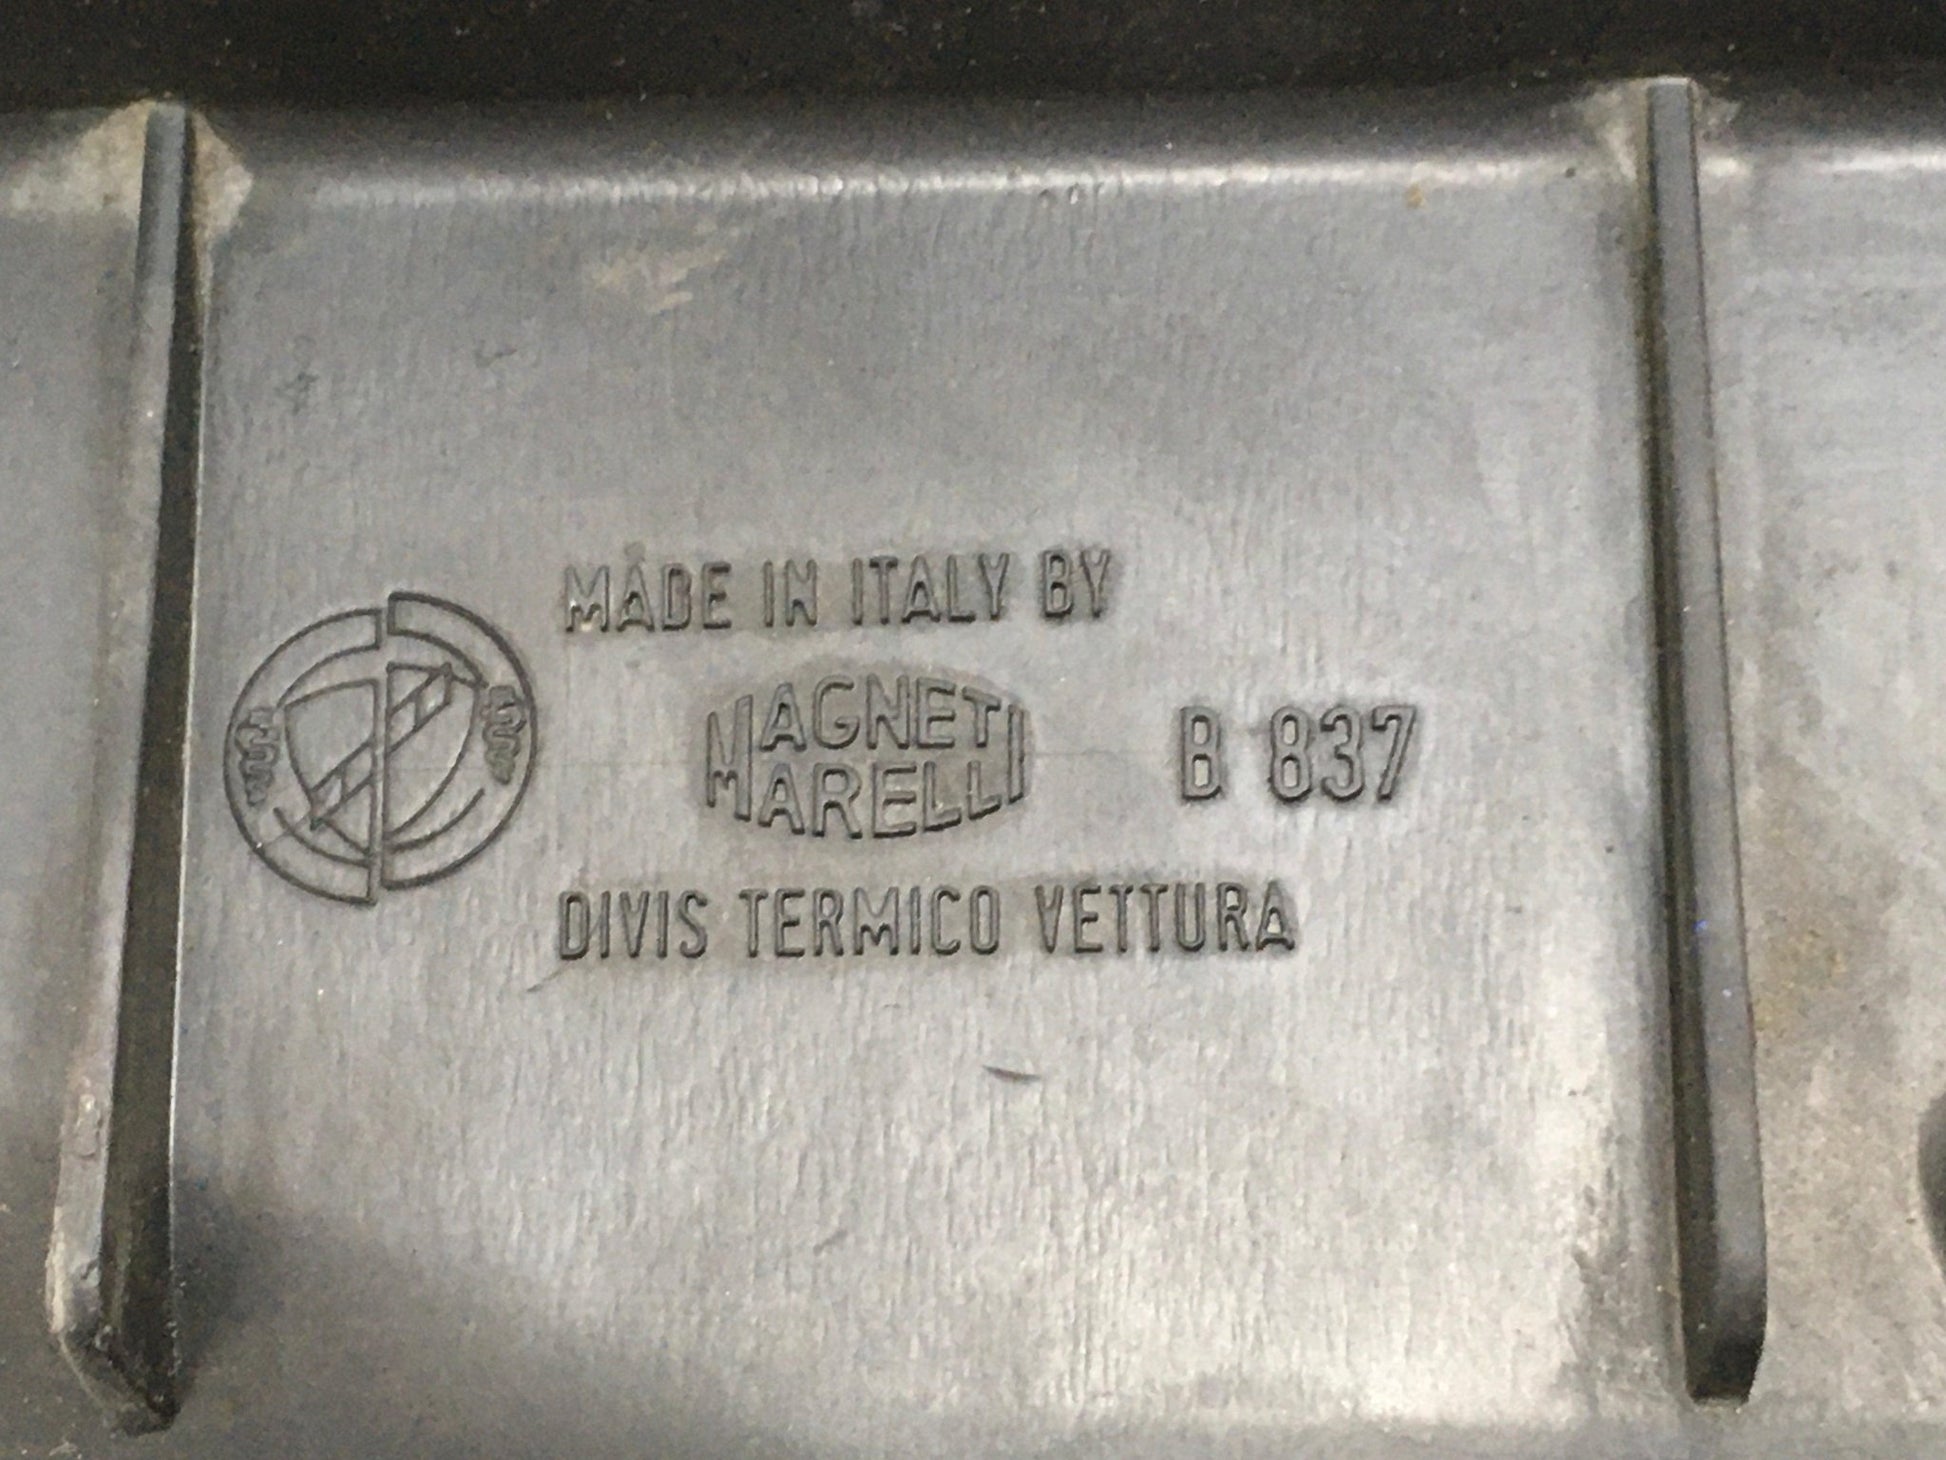 MADE IN ITALY BY
MAGNETI
MARELLI
B 837
DIVIS TERMICO VETTURA